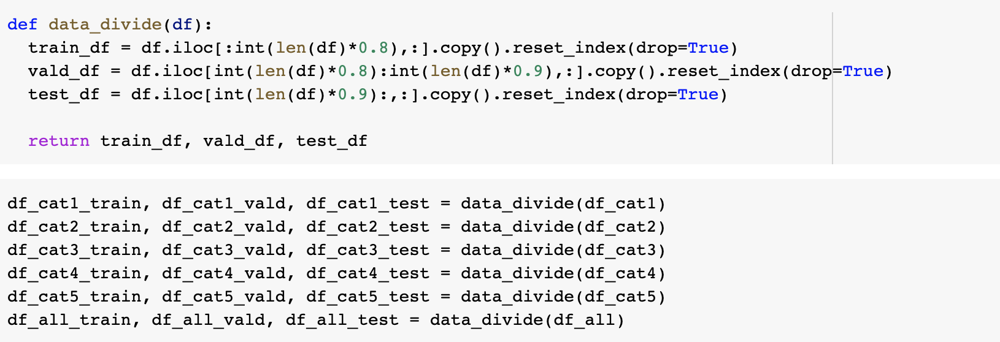 def data_divide(df):
  train_df = df.iloc[:int(len(df)*0.8),:].copy().reset_index(drop=True)
  vald_df = df.iloc[int(len(df)*0.8):int(len(df)*0.9),:].copy().reset_index(drop=True)
  test_df = df.iloc[int(len(df)*0.9):,:].copy().reset_index(drop=True)
  return train_df, vald_df, test_df
df_cat1_train, df_cat1_vald, df_cat1_test = data_divide(df_cat1)
df_cat2_train, df_cat2_vald, df_cat2_test = data_divide(df_cat2)
df_cat3_train, df_cat3_vald, df_cat3_test = data_divide(df_cat3)
df_cat4_train, df_cat4_vald, df_cat4_test = data_divide(df_cat4)
df_cat5_train, df_cat5_vald, df_cat5_test = data_divide(df_cat5)
df_all_train, df_all_vald, df_all_test = data_divide(df_all)